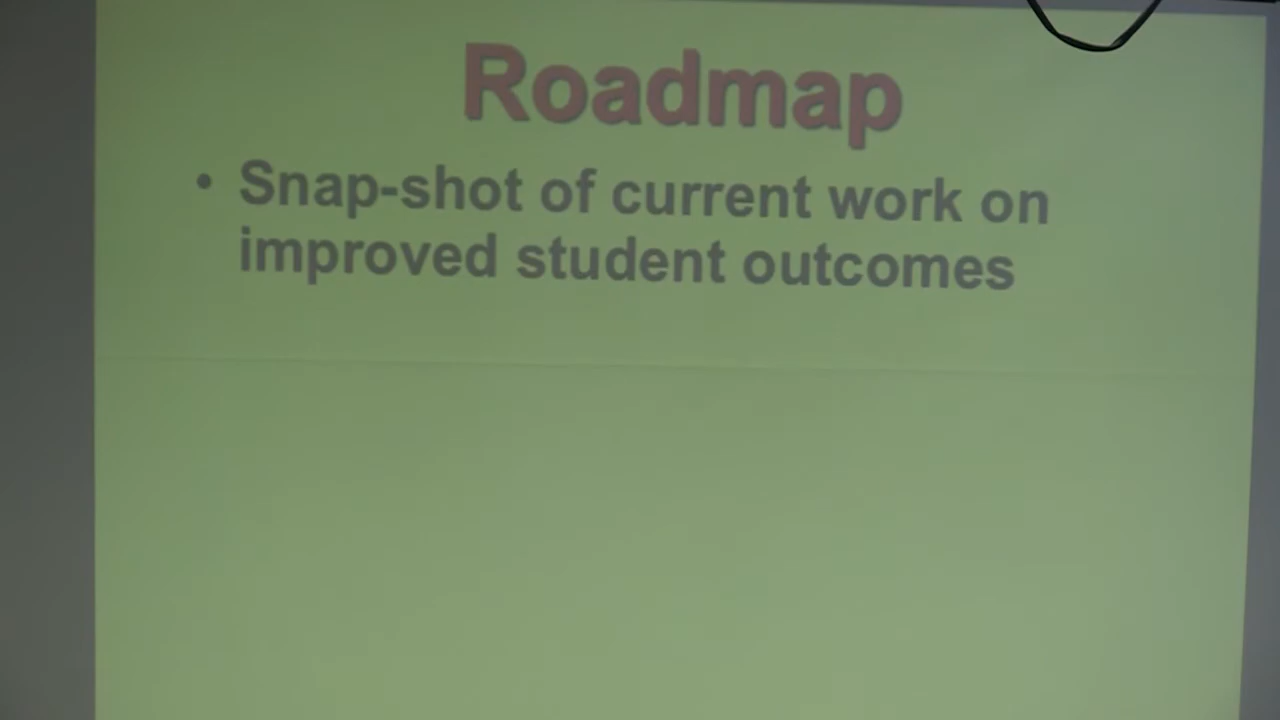 Roadmap
• Snap-shot of current work on
improved student outcomes